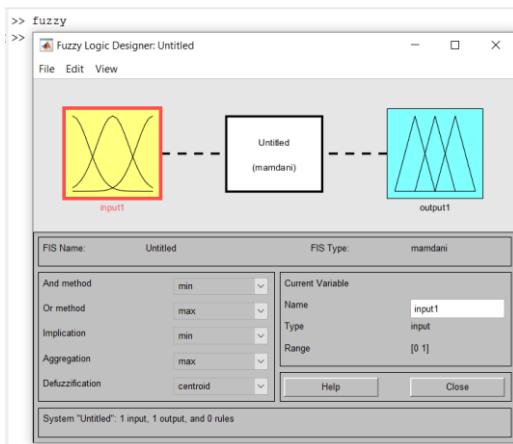 >> fuzzy
>>
Fuzzy Logic Designer: Untitled
File Edit View
Untitled
(mamdani)
input1
output1
FIS Name: Untitled FIS Type: mamdani
And method min
Or method max
Implication min
Aggregation max
Defuzzification centroid
Current Variable
Name input1
Type input
Range [0 1]
Help Close
System "Untitled": 1 input, 1 output, and 0 rules